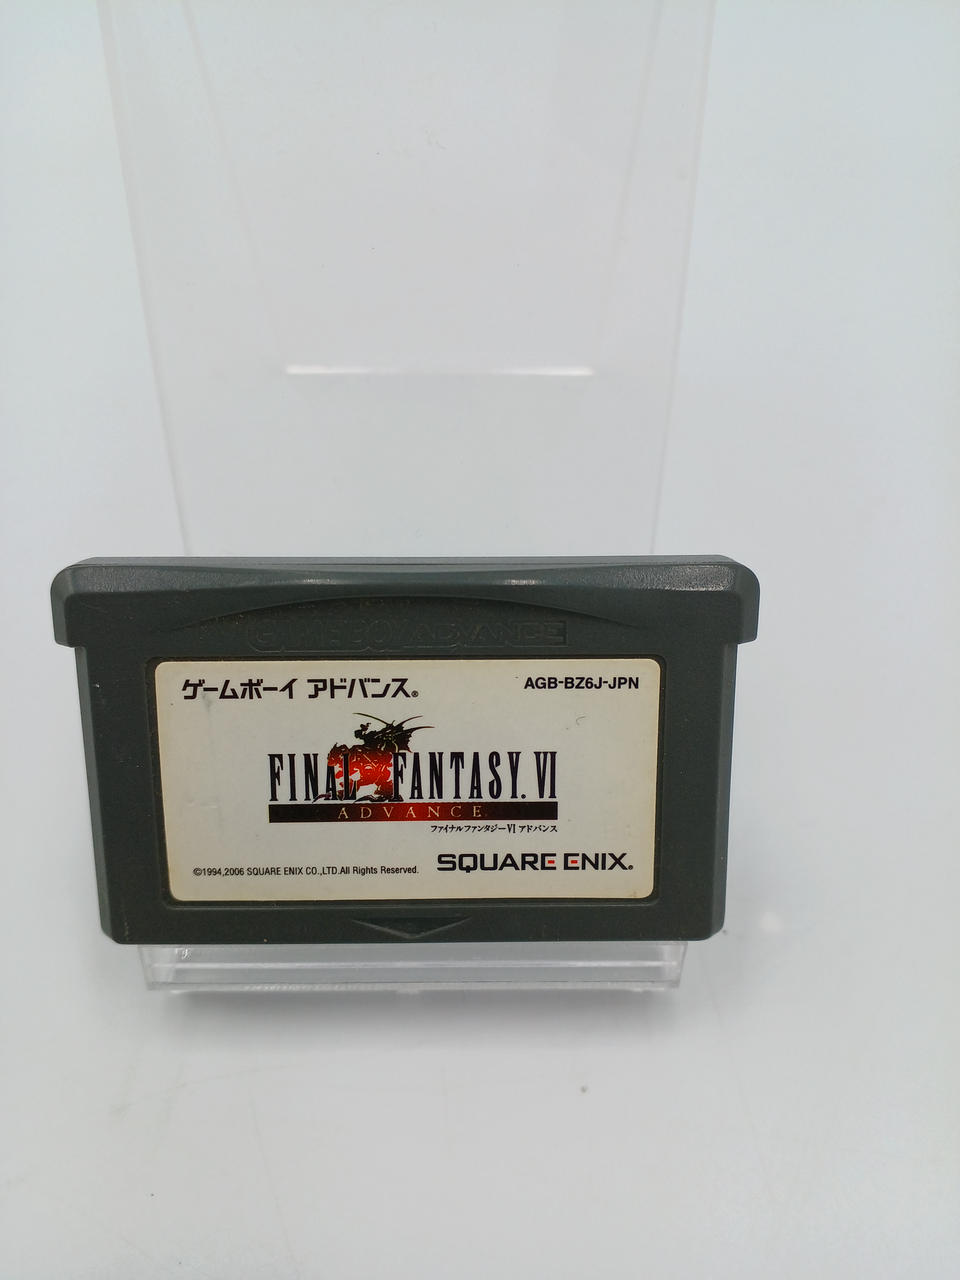 GAME BOY ADVANCE
ゲームボーイ アドバンス®
AGB-BZ6J-JPN
FINAL FANTASY. VI
ADVANCE
ファイナルファンタジーVI アドバンス
©1994,2006 SQUARE ENIX CO.,LTD.All Rights Reserved.
SQUARE ENIX®